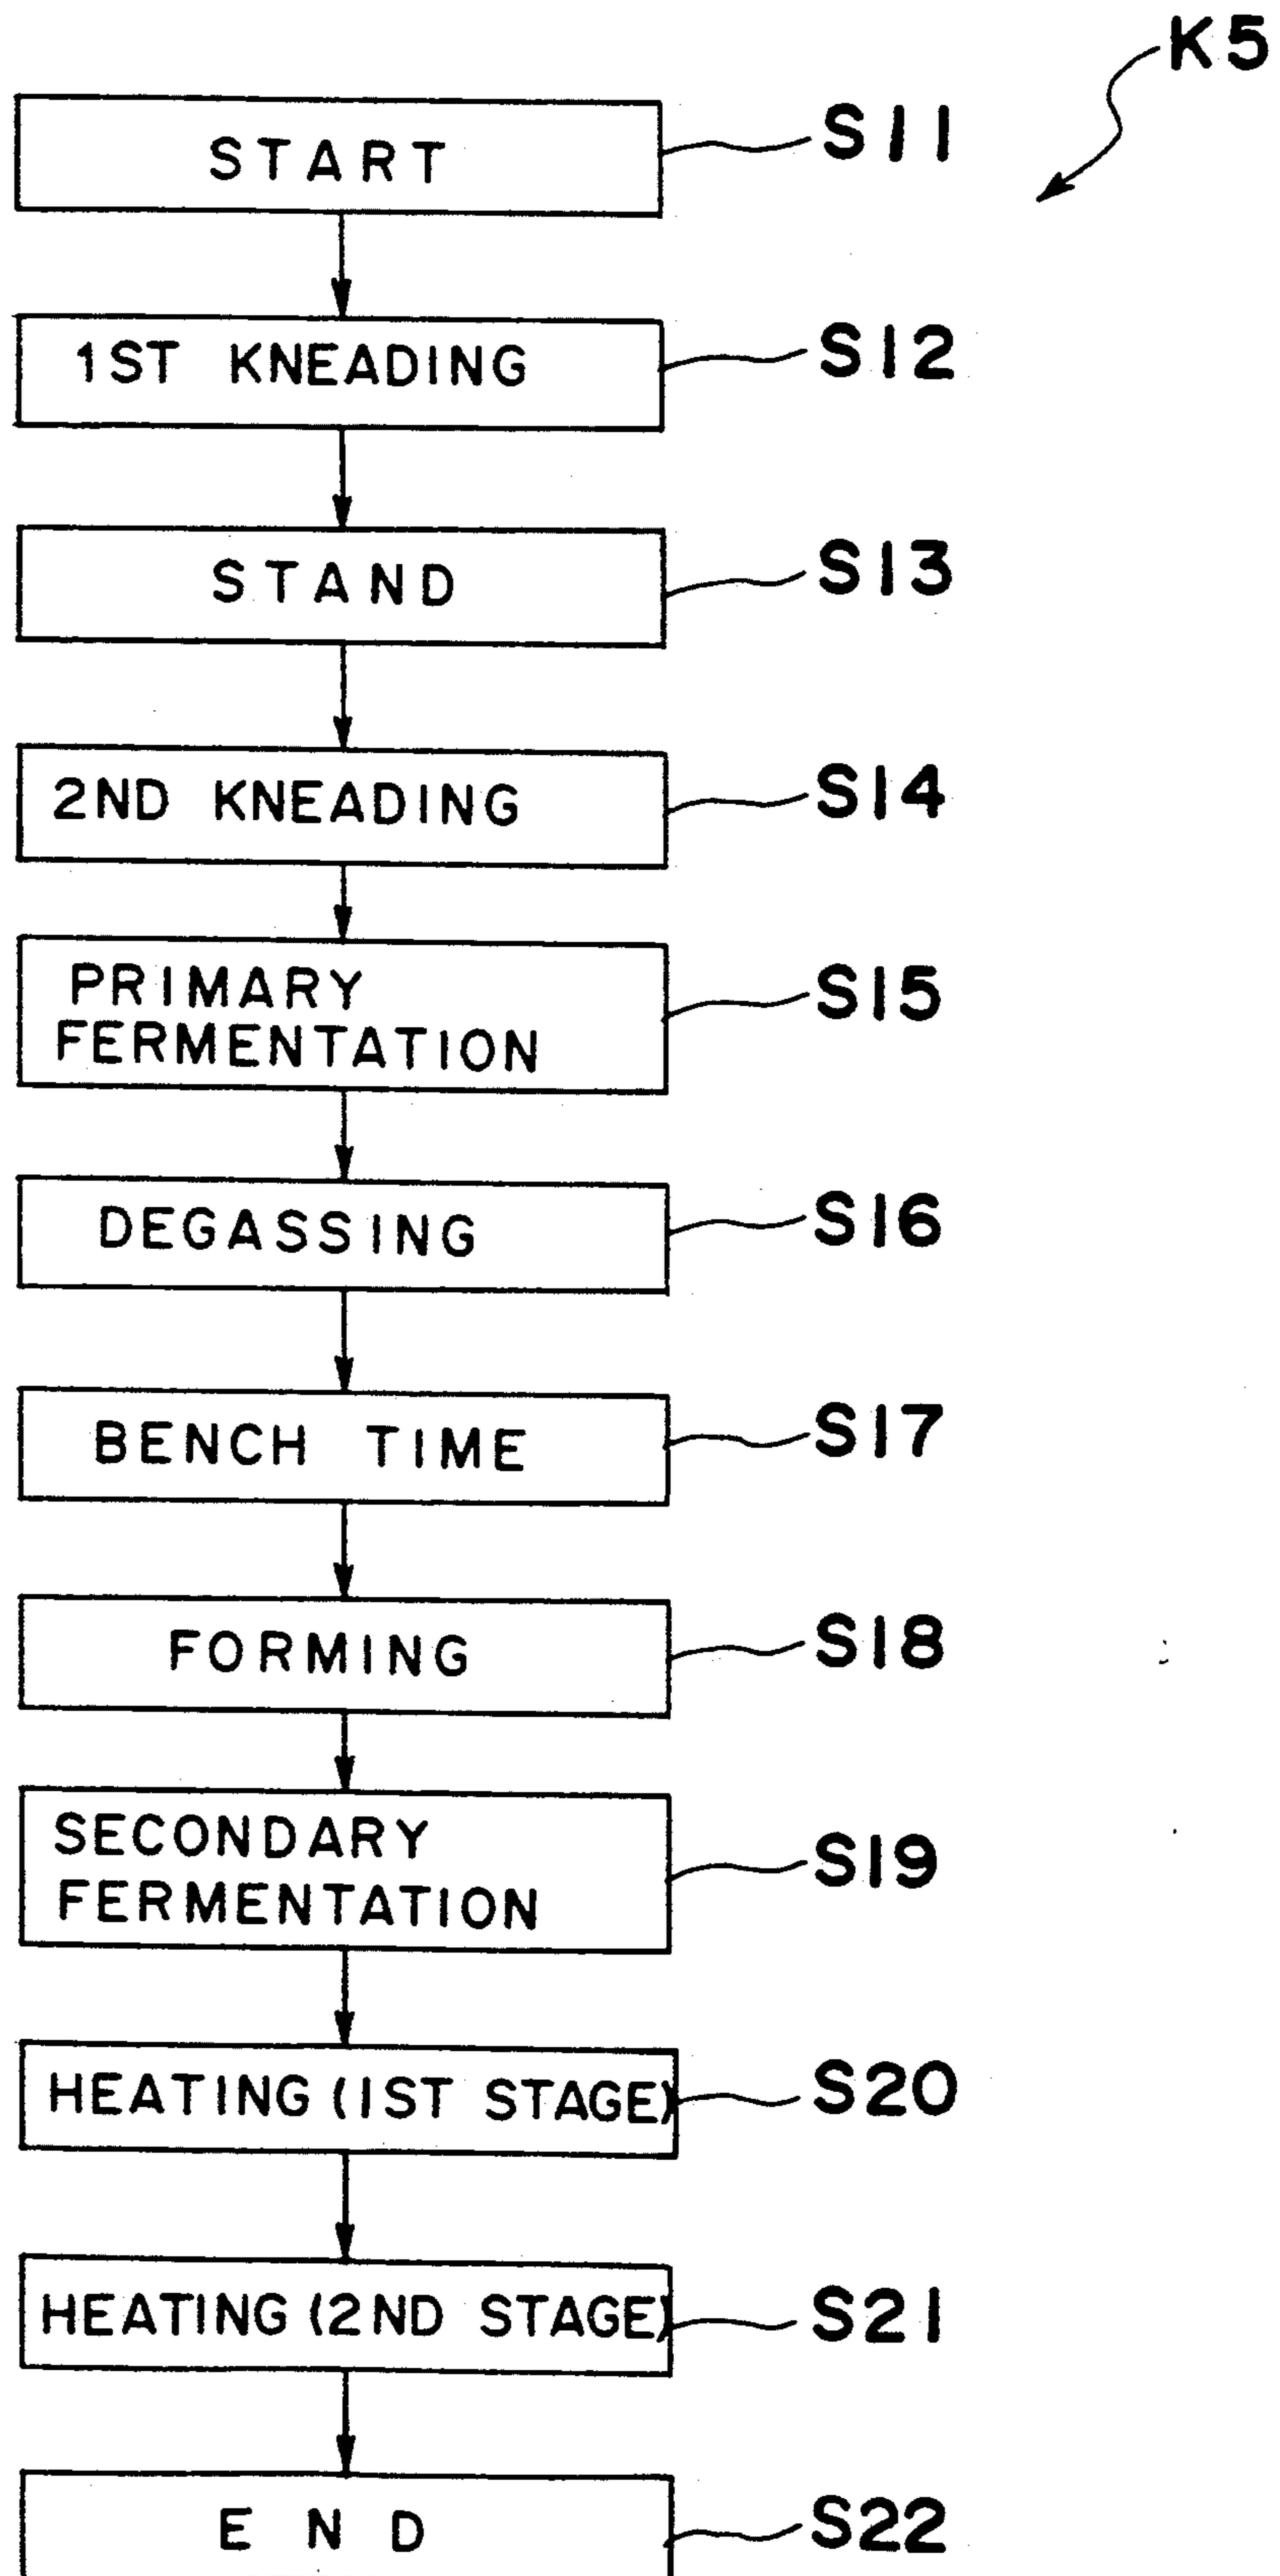 K5
START S11
1ST KNEADING S12
STAND S13
2ND KNEADING S14
PRIMARY
FERMENTATION S15
DEGASSING S16
BENCH TIME S17
FORMING S18
SECONDARY
FERMENTATION S19
HEATING (1ST STAGE) S20
HEATING (2ND STAGE) S21
END S22